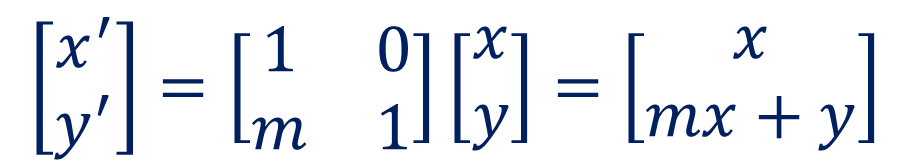 [x′ y′] = [1 0 m 1] [x y] = [x mx + y]